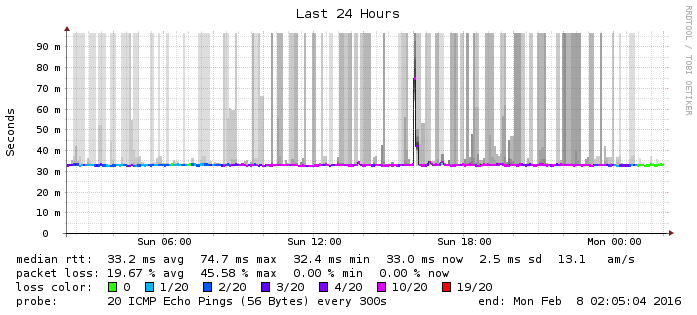 Last 24 Hours
RRDTOOL / TOBI OETIKER
Seconds
90 m
80 m
70 m
60 m
50 m
40 m
30 m
20 m
10 m
0
Sun 06:00 Sun 12:00 Sun 18:00 Mon 00:00
median rtt: 33.2 ms avg 74.7 ms max 32.4 ms min 33.0 ms now 2.5 ms sd 13.1 am/s
packet loss: 19.67 % avg 45.58 % max 0.00 % min 0.00 % now
loss color: 0 1/20 2/20 3/20 4/20 10/20 19/20
probe: 20 ICMP Echo Pings (56 Bytes) every 300s end: Mon Feb 8 02:05:04 2016